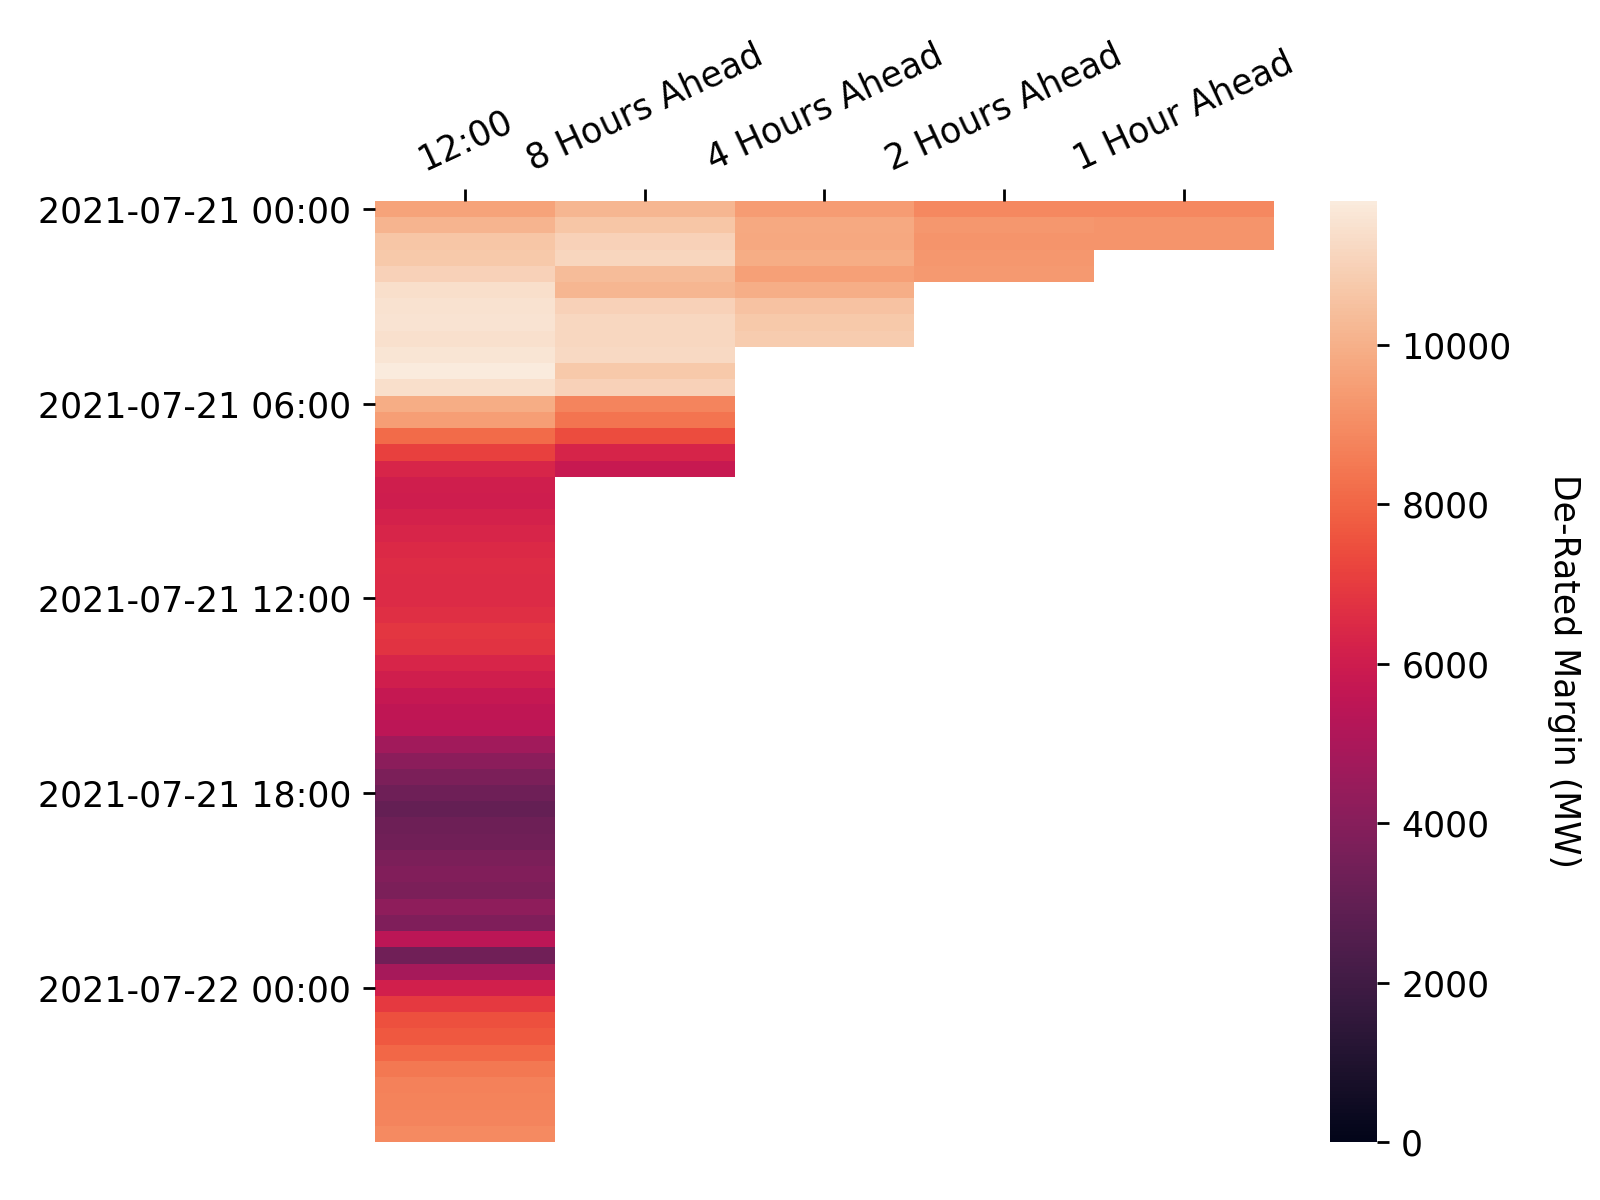 12:00
8 Hours Ahead
4 Hours Ahead
2 Hours Ahead
1 Hour Ahead
2021-07-21 00:00
2021-07-21 06:00
2021-07-21 12:00
2021-07-21 18:00
2021-07-22 00:00
10000
8000
6000
4000
2000
0
De-Rated Margin (MW)